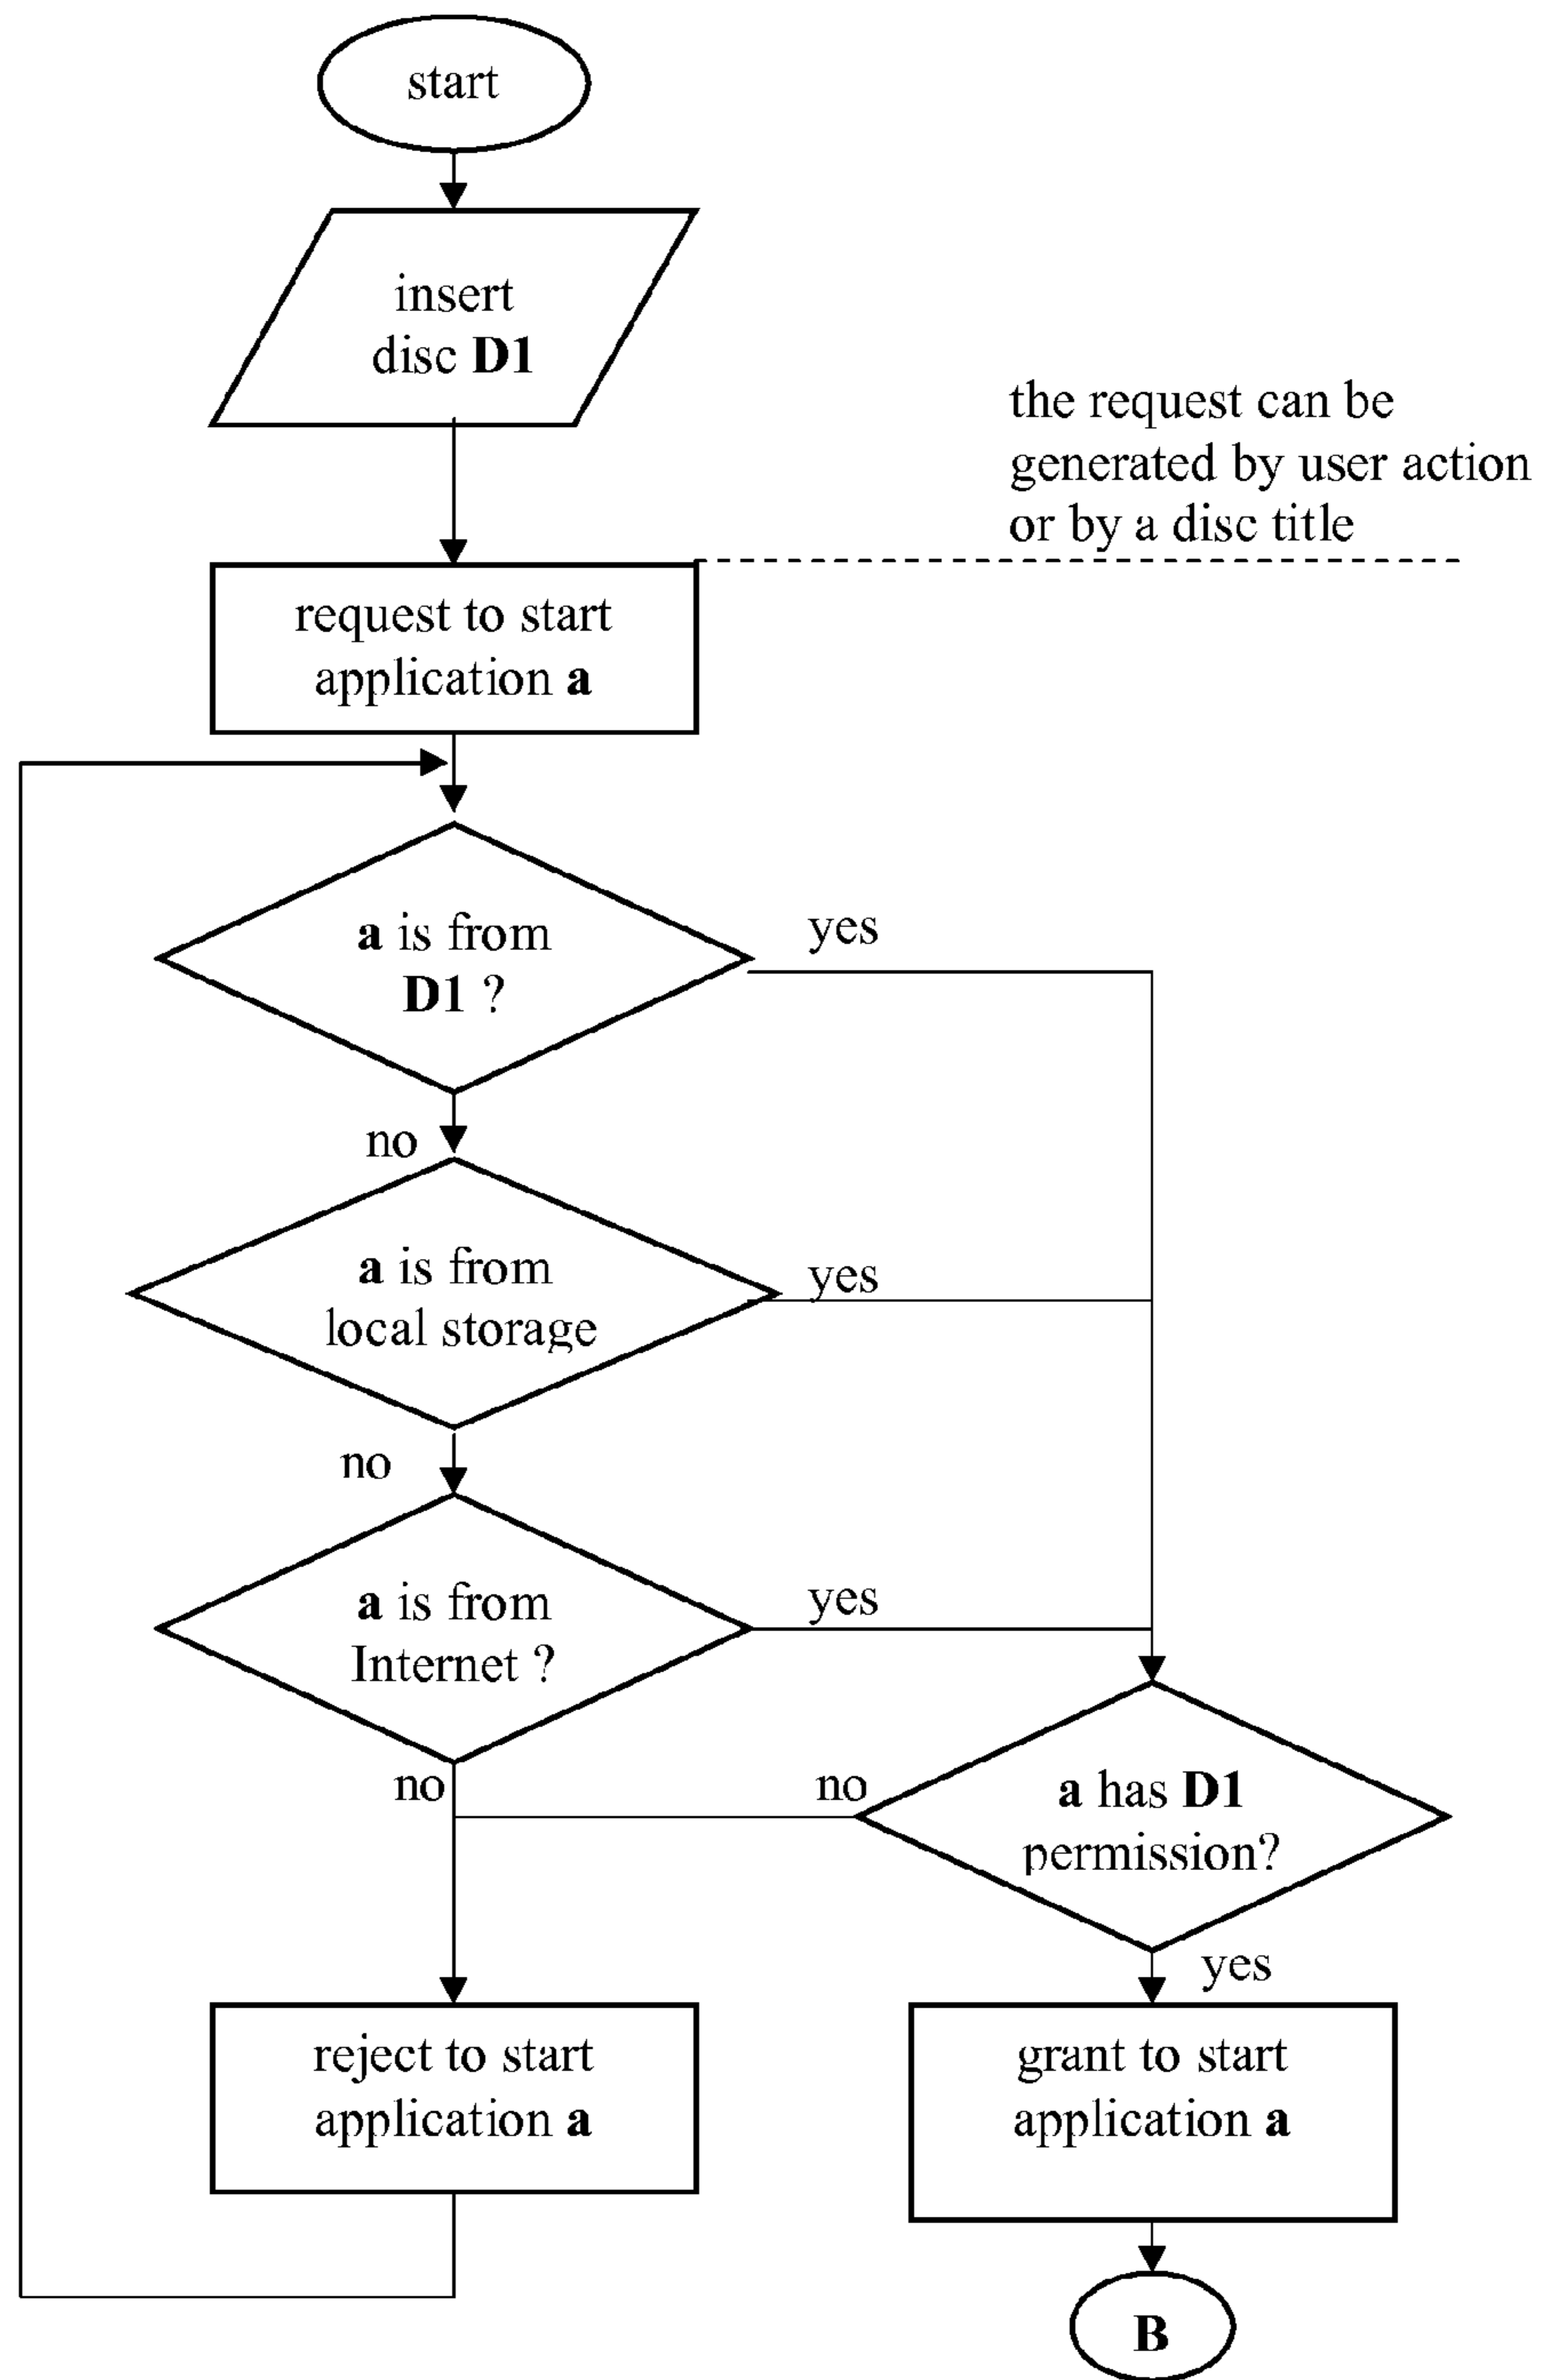 start
insert
disc D1
the request can be
generated by user action
or by a disc title
request to start
application a
a is from
D1 ?
yes
no
a is from
local storage
yes
no
a is from
Internet ?
yes
no
no
a has D1
permission?
yes
reject to start
application a
grant to start
application a
B